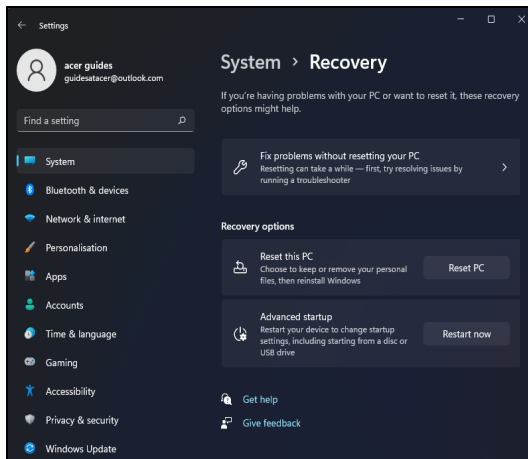 Settings
acer guides
guidesatacer@outlook.com
Find a setting
System
Bluetooth & devices
Network & internet
Personalisation
Apps
Accounts
Time & language
Gaming
Accessibility
Privacy & security
Windows Update
System > Recovery
If you're having problems with your PC or want to reset it, these recovery
options might help.
Fix problems without resetting your PC
Resetting can take a while — first, try resolving issues by
running a troubleshooter
Recovery options
Reset this PC
Choose to keep or remove your personal
files, then reinstall Windows
Reset PC
Advanced startup
Restart your device to change startup
settings, including starting from a disc or
USB drive
Restart now
Get help
Give feedback